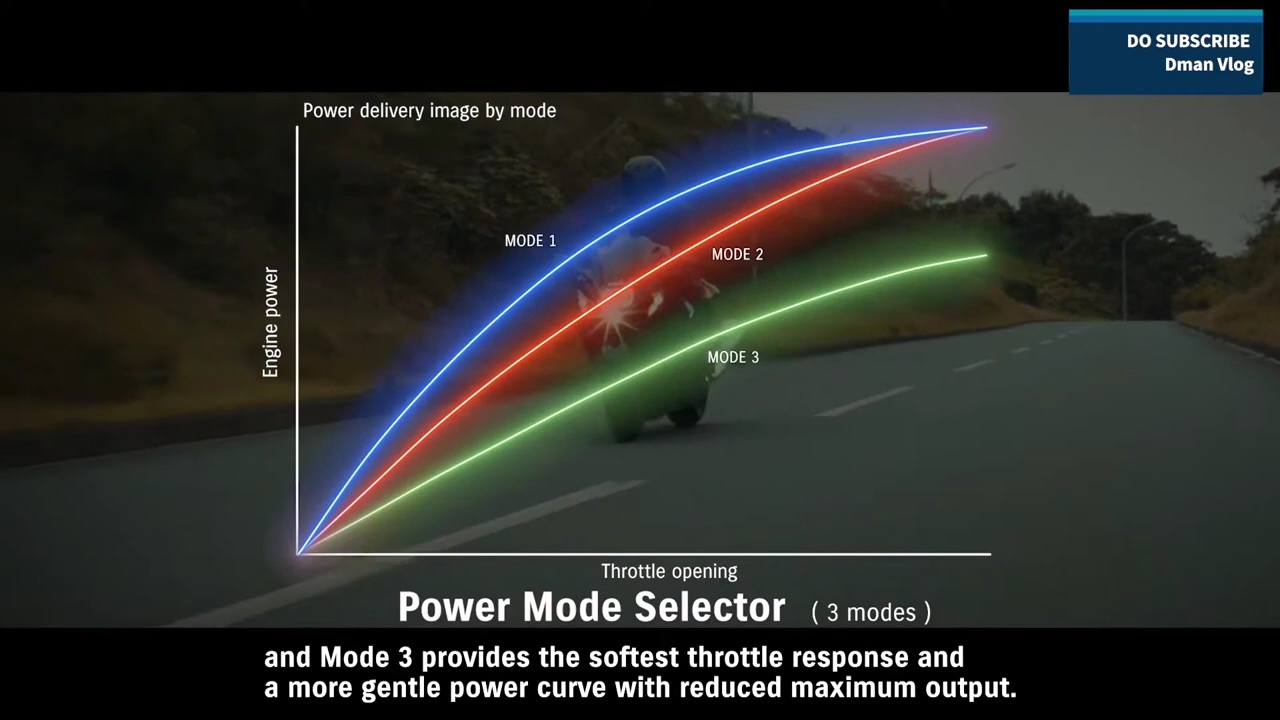 DO SUBSCRIBE
Dman Vlog
Power delivery image by mode
MODE 1
MODE 2
MODE 3
Engine power
Throttle opening
Power Mode Selector ( 3 modes )
and Mode 3 provides the softest throttle response and
a more gentle power curve with reduced maximum output.